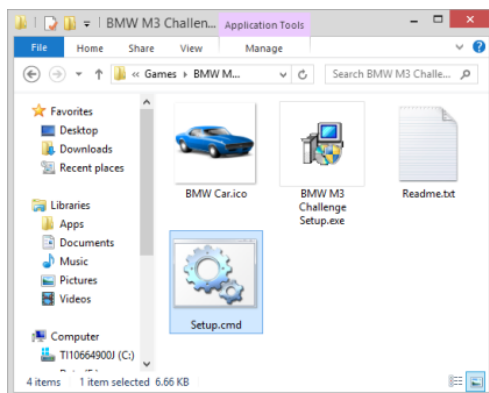 BMW M3 Challen...
Application Tools
File
Home
Share
View
Manage
« Games
BMW M...
Search BMW M3 Challe...
Favorites
Desktop
Downloads
Recent places
Libraries
Apps
Documents
Music
Pictures
Videos
Computer
TI10664900J (C:)
BMW Car.ico
BMW M3
Challenge
Setup.exe
Readme.txt
Setup.cmd
4 items
1 item selected 6.66 KB